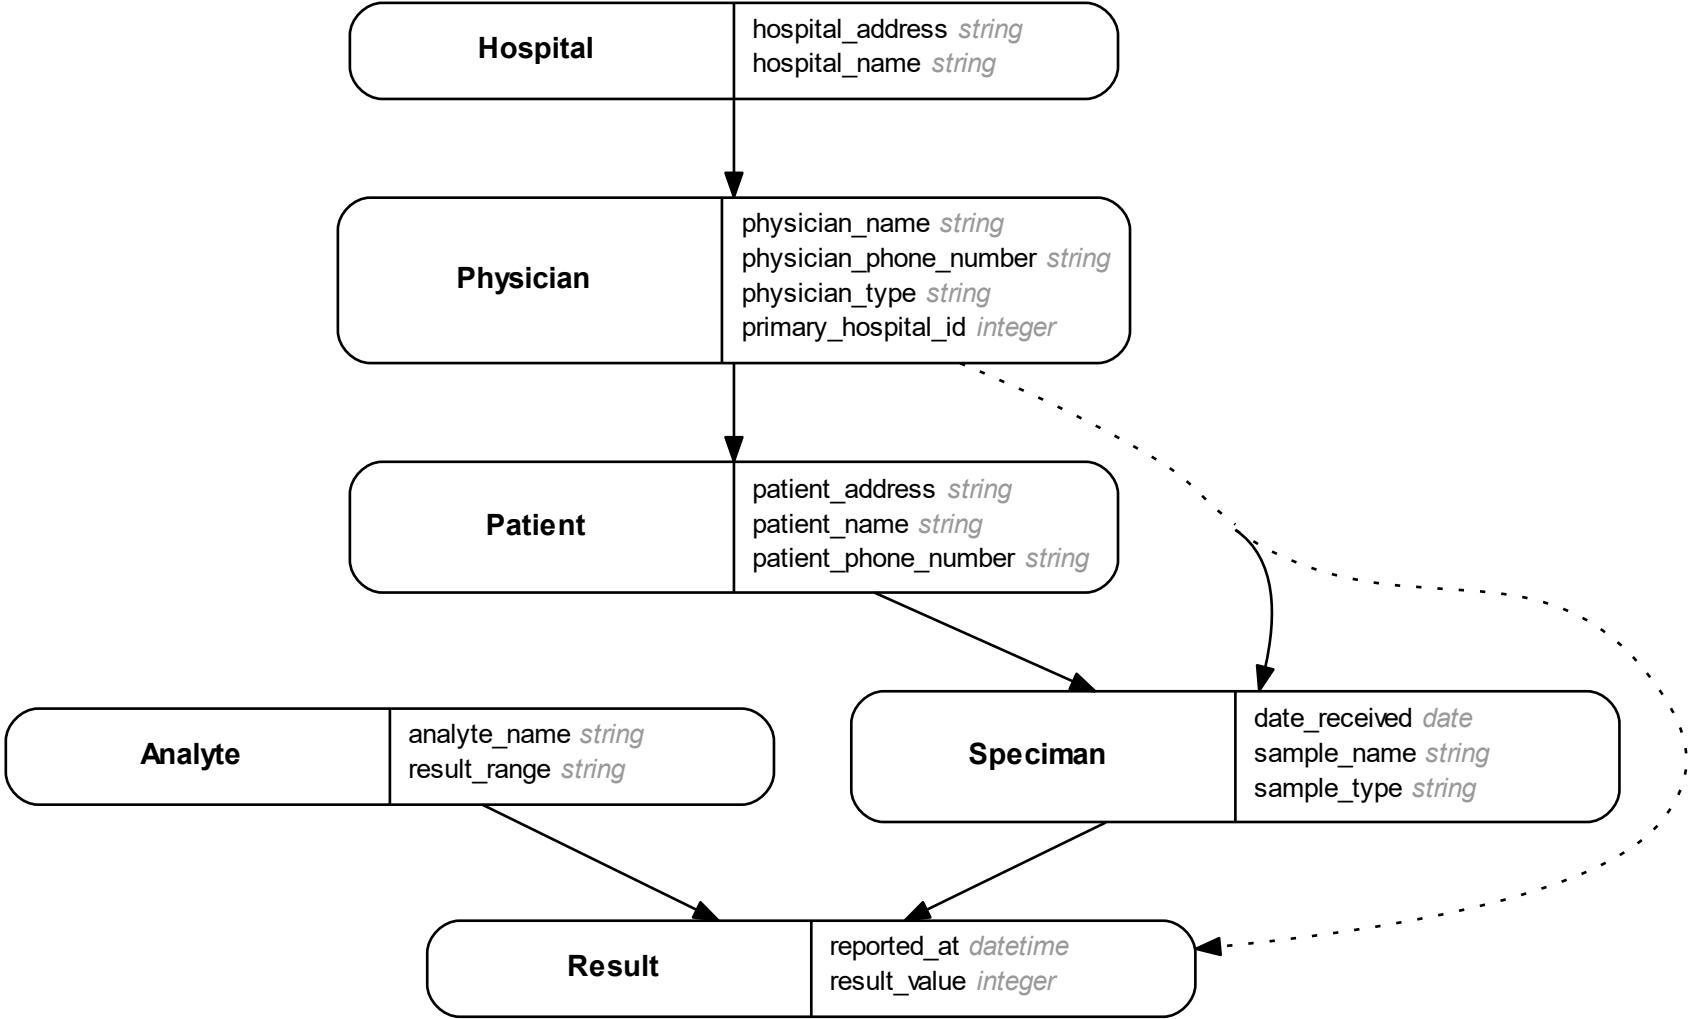 Hospital
hospital_address string
hospital_name string
Physician
physician_name string
physician_phone_number string
physician_type string
primary_hospital_id integer
Patient
patient_address string
patient_name string
patient_phone_number string
Analyte
analyte_name string
result_range string
Speciman
date_received date
sample_name string
sample_type string
Result
reported_at datetime
result_value integer